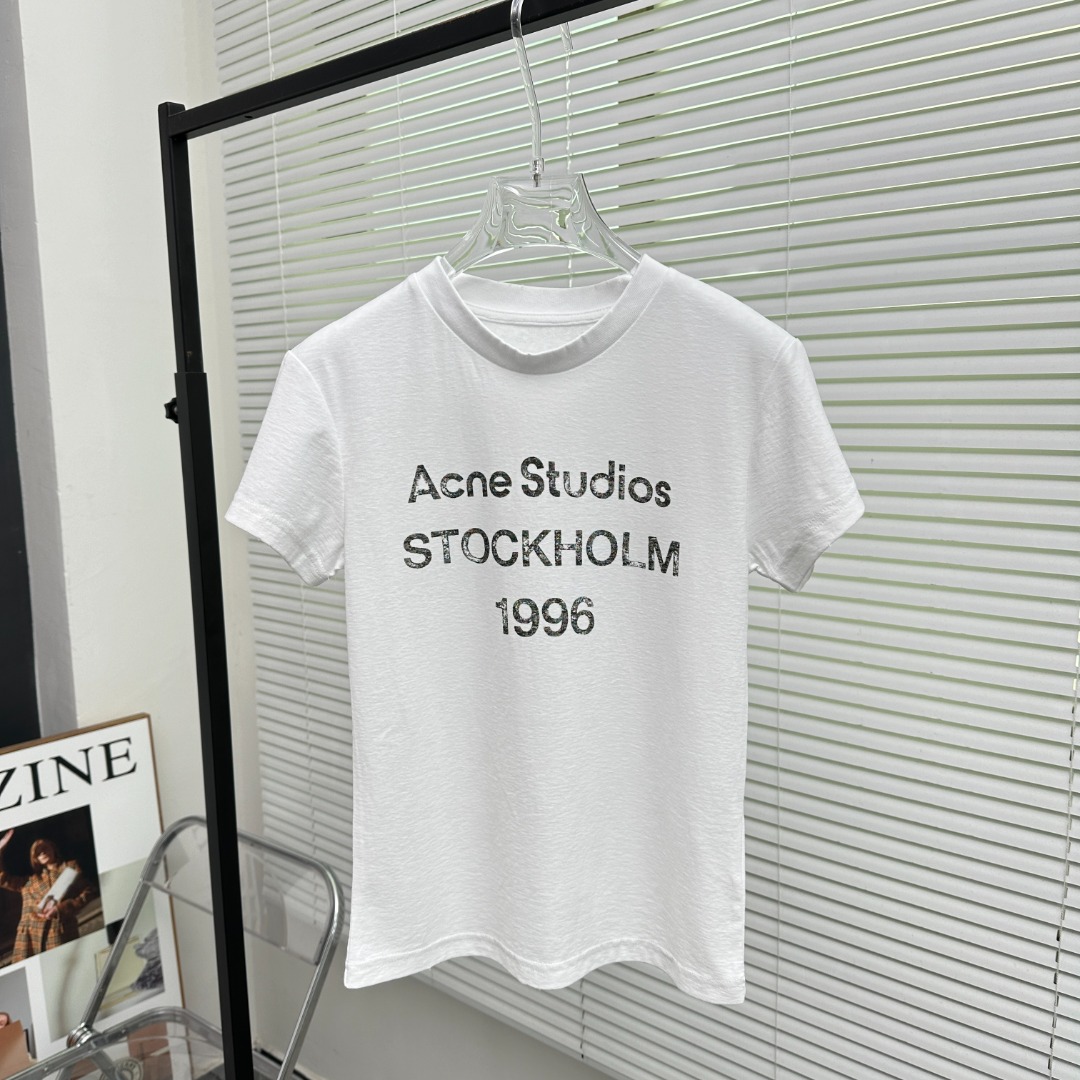 Acne Studios
STOCKHOLM
1996
ZINE